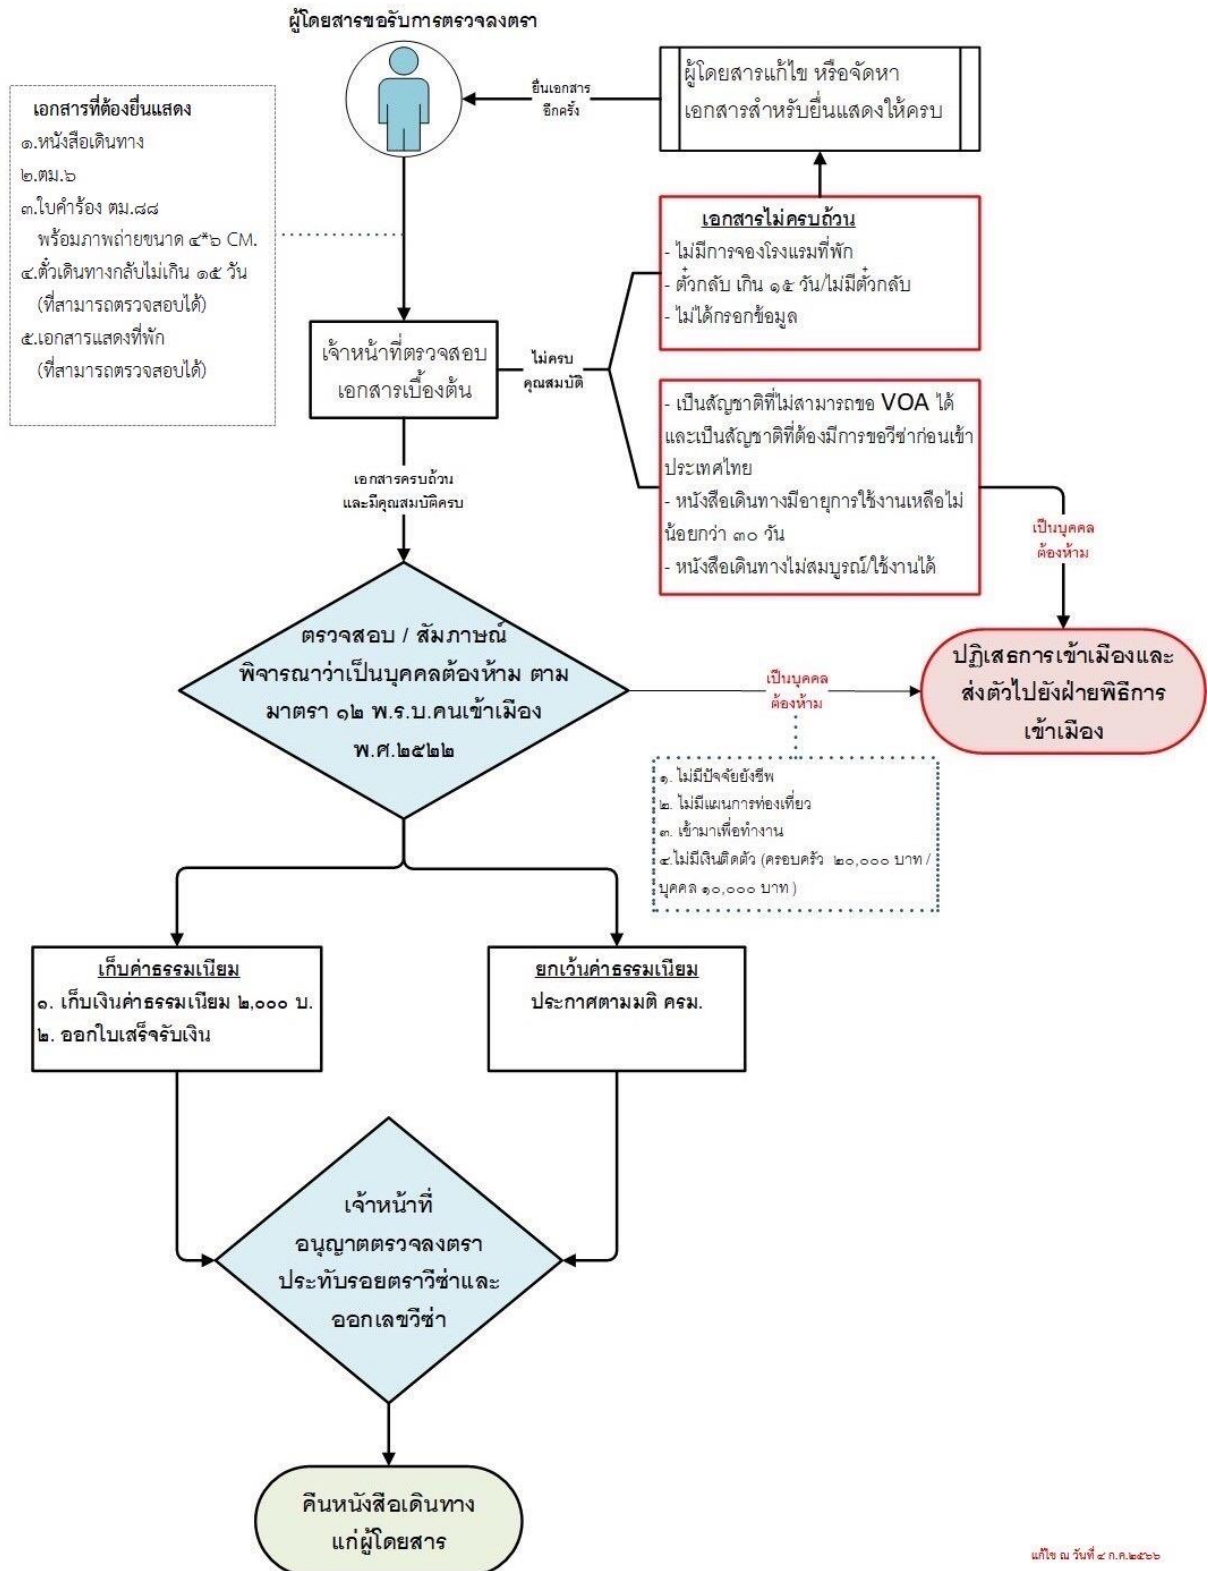 ผู้โดยสารขอรับการตรวจลงตรา
เอกสารที่ต้องยื่นแสดง
๑.หนังสือเดินทาง
๒.ตม.๖
๓.ใบคำร้อง ตม.๘๘
พร้อมภาพถ่ายขนาด ๔*๖ CM.
๔.ตั๋วเดินทางกลับไม่เกิน ๑๕ วัน
(ที่สามารถตรวจสอบได้)
๕.เอกสารแสดงที่พัก
(ที่สามารถตรวจสอบได้)
ยื่นเอกสาร
อีกครั้ง
ผู้โดยสารแก้ไข หรือจัดหา
เอกสารสำหรับยื่นแสดงให้ครบ
เอกสารไม่ครบถ้วน
- ไม่มีการจองโรงแรมที่พัก
- ตั๋วกลับ เกิน ๑๕ วัน/ไม่มีตั๋วกลับ
- ไม่ได้กรอกข้อมูล
เจ้าหน้าที่ตรวจสอบ
เอกสารเบื้องต้น
ไม่ครบ
คุณสมบัติ
- เป็นสัญชาติที่ไม่สามารถขอ VOA ได้
และเป็นสัญชาติที่ต้องมีการขอวีซ่าก่อนเข้า
ประเทศไทย
- หนังสือเดินทางมีอายุการใช้งานเหลือไม่
น้อยกว่า ๓๐ วัน
- หนังสือเดินทางไม่สมบูรณ์/ใช้งานได้
เอกสารครบถ้วน
และมีคุณสมบัติครบ
เป็นบุคคล
ต้องห้าม
ตรวจสอบ / สัมภาษณ์
พิจารณาว่าเป็นบุคคลต้องห้าม ตาม
มาตรา ๑๒ พ.ร.บ.คนเข้าเมือง
พ.ศ.๒๕๒๒
เป็นบุคคล
ต้องห้าม
ปฏิเสธการเข้าเมืองและ
ส่งตัวไปยังฝ่ายพิธีการ
เข้าเมือง
๑. ไม่มีปัจจัยยังชีพ
๒. ไม่มีแผนการท่องเที่ยว
๓. เข้ามาเพื่อทำงาน
๔.ไม่มีเงินติดตัว (ครอบครัว ๒๐,๐๐๐ บาท /
บุคคล ๑๐,๐๐๐ บาท )
เก็บค่าธรรมเนียม
๑. เก็บเงินค่าธรรมเนียม ๒,๐๐๐ บ.
๒. ออกใบเสร็จรับเงิน
ยกเว้นค่าธรรมเนียม
ประกาศตามมติ ครม.
เจ้าหน้าที่
อนุญาตตรวจลงตรา
ประทับรอยตราวีซ่าและ
ออกเลขวีซ่า
คืนหนังสือเดินทาง
แก่ผู้โดยสาร
แก้ไข ณ วันที่ ๔ ก.ค.๒๕๖๖